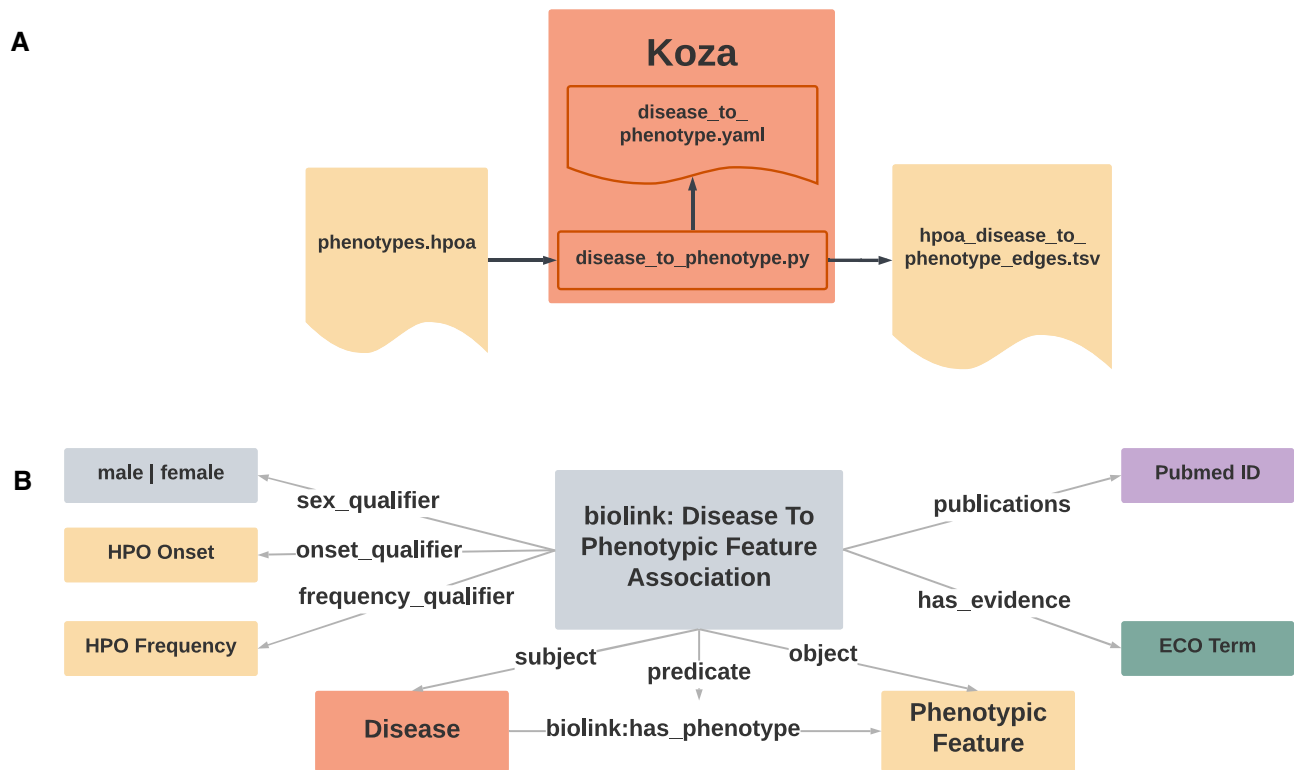 A
Koza
disease_to_
phenotype.yaml
phenotypes.hpoa
disease_to_phenotype.py
hpoa_disease_to_
phenotype_edges.tsv
B
male | female
HPO Onset
HPO Frequency
sex_qualifier
onset_qualifier
frequency_qualifier
biolink: Disease To
Phenotypic Feature
Association
publications
has_evidence
Pubmed ID
ECO Term
subject
predicate
object
Disease
biolink:has_phenotype
Phenotypic
Feature